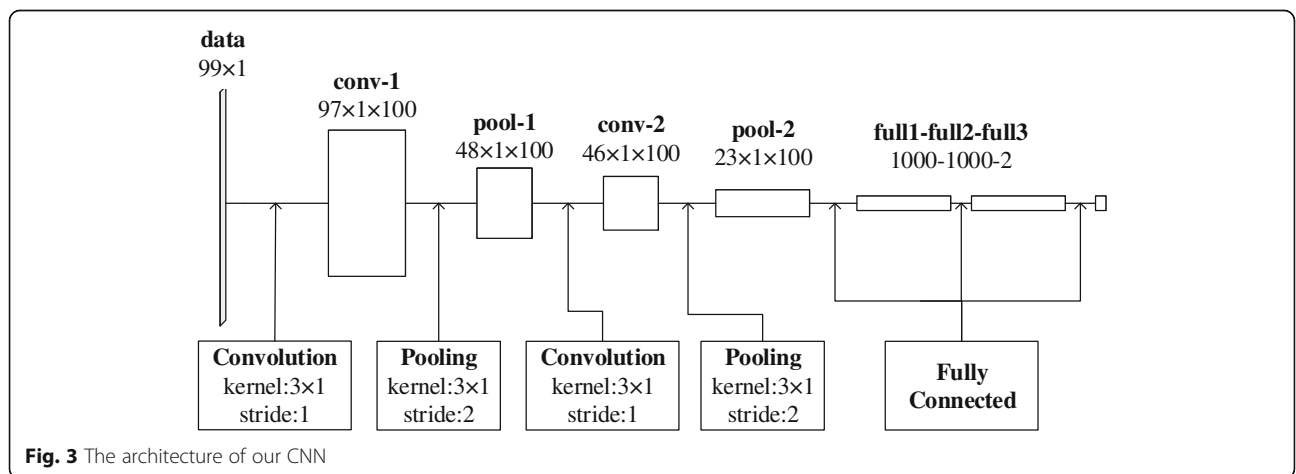 data
99×1
conv-1
97×1×100
pool-1
48×1×100
conv-2
46×1×100
pool-2
23×1×100
full1-full2-full3
1000-1000-2
Convolution
kernel:3×1
stride:1
Pooling
kernel:3×1
stride:2
Convolution
kernel:3×1
stride:1
Pooling
kernel:3×1
stride:2
Fully
Connected
Fig. 3 The architecture of our CNN